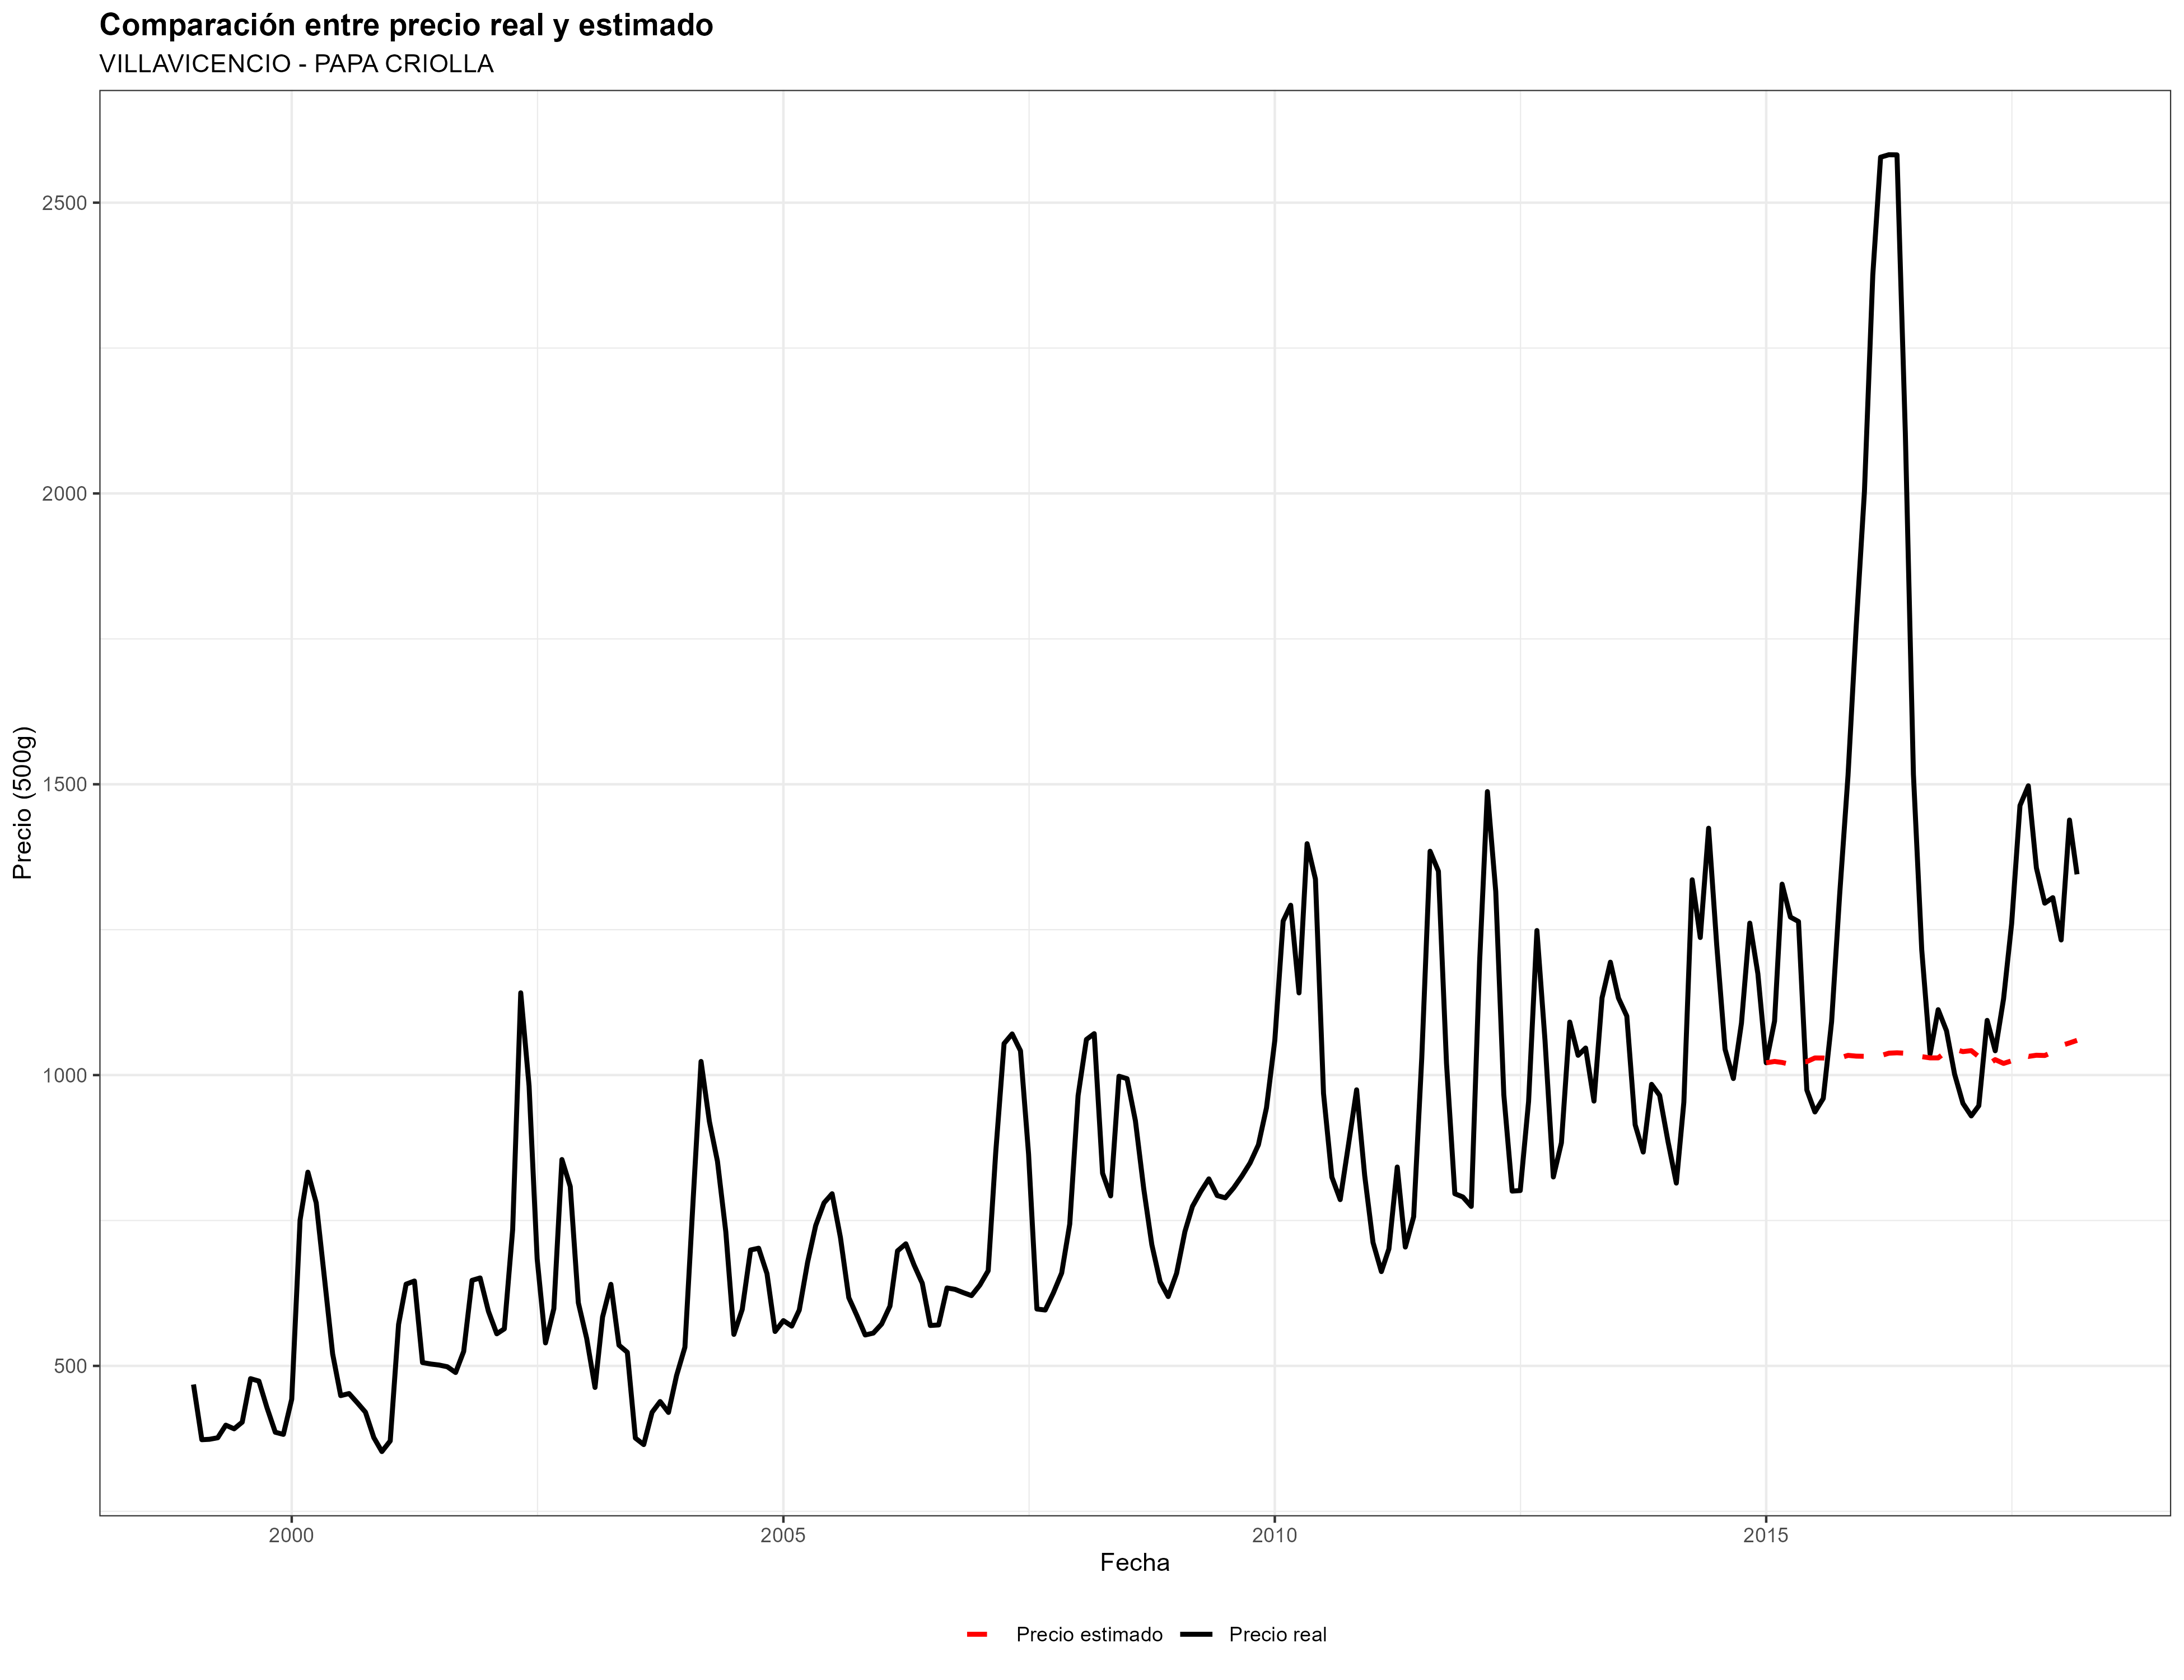 Comparación entre precio real y estimado
VILLAVICENCIO - PAPA CRIOLLA
Precio (500g)
2500
2000
1500
1000
500
2000
2005
2010
2015
Fecha
Precio estimado
Precio real